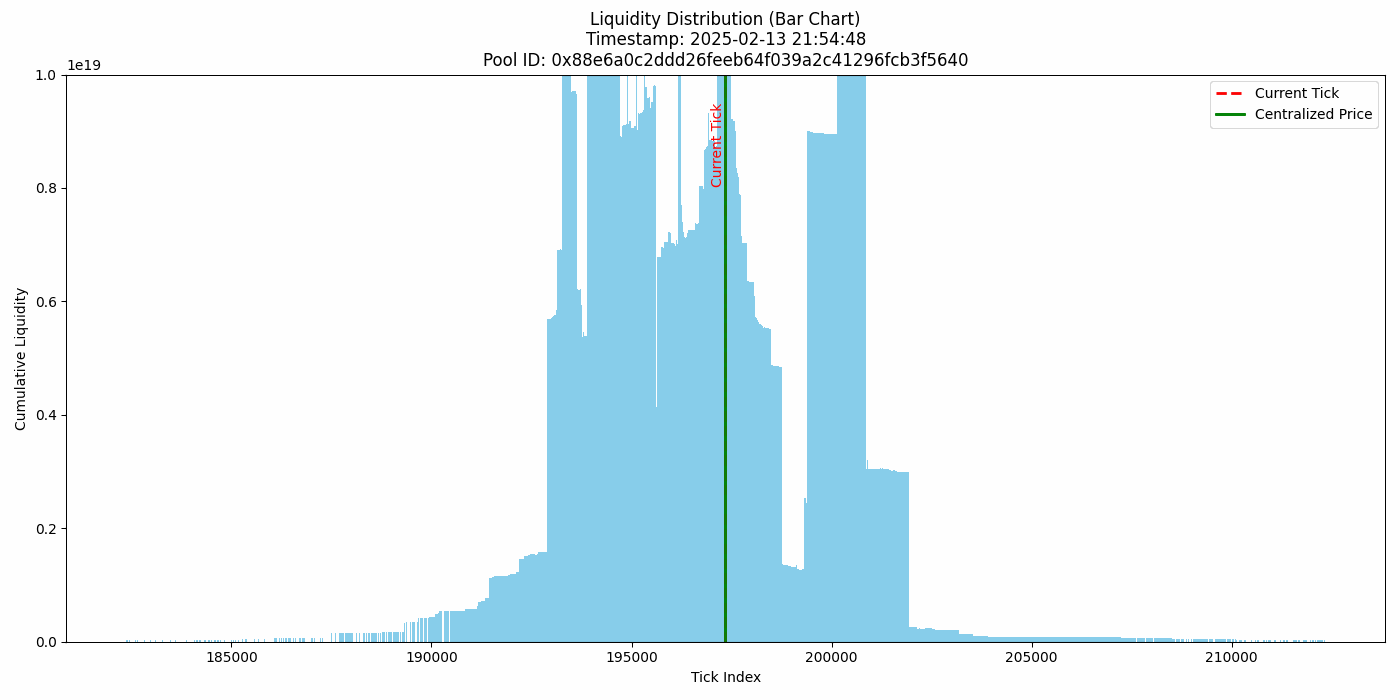 Liquidity Distribution (Bar Chart)
Timestamp: 2025-02-13 21:54:48
Pool ID: 0x88e6a0c2ddd26feeb64f039a2c41296fcb3f5640
1e19
1.0
0.8
0.6
0.4
0.2
0.0
Cumulative Liquidity
Current Tick
Current Tick
Centralized Price
185000
190000
195000
200000
205000
210000
Tick Index